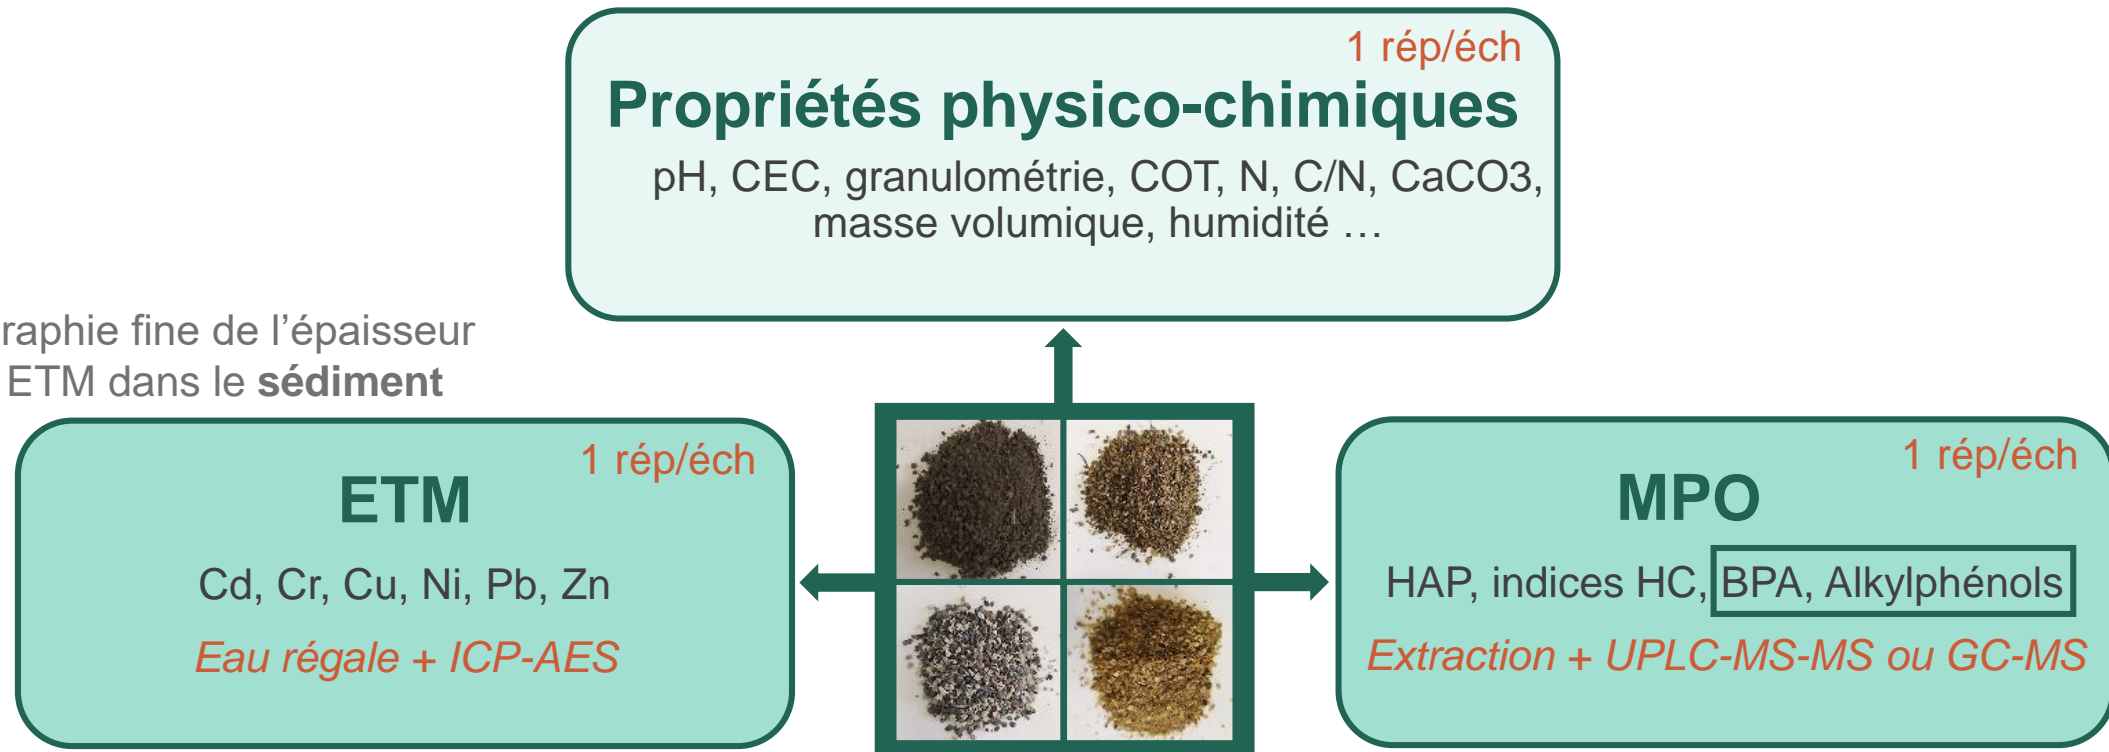 1 rép/éch
Propriétés physico-chimiques
pH, CEC, granulométrie, COT, N, C/N, CaCO3,
masse volumique, humidité …
raphie fine de l’épaisseur
ETM dans le sédiment
1 rép/éch
ETM
Cd, Cr, Cu, Ni, Pb, Zn
Eau régale + ICP-AES
1 rép/éch
MPO
HAP, indices HC, BPA, Alkylphénols
Extraction + UPLC-MS-MS ou GC-MS